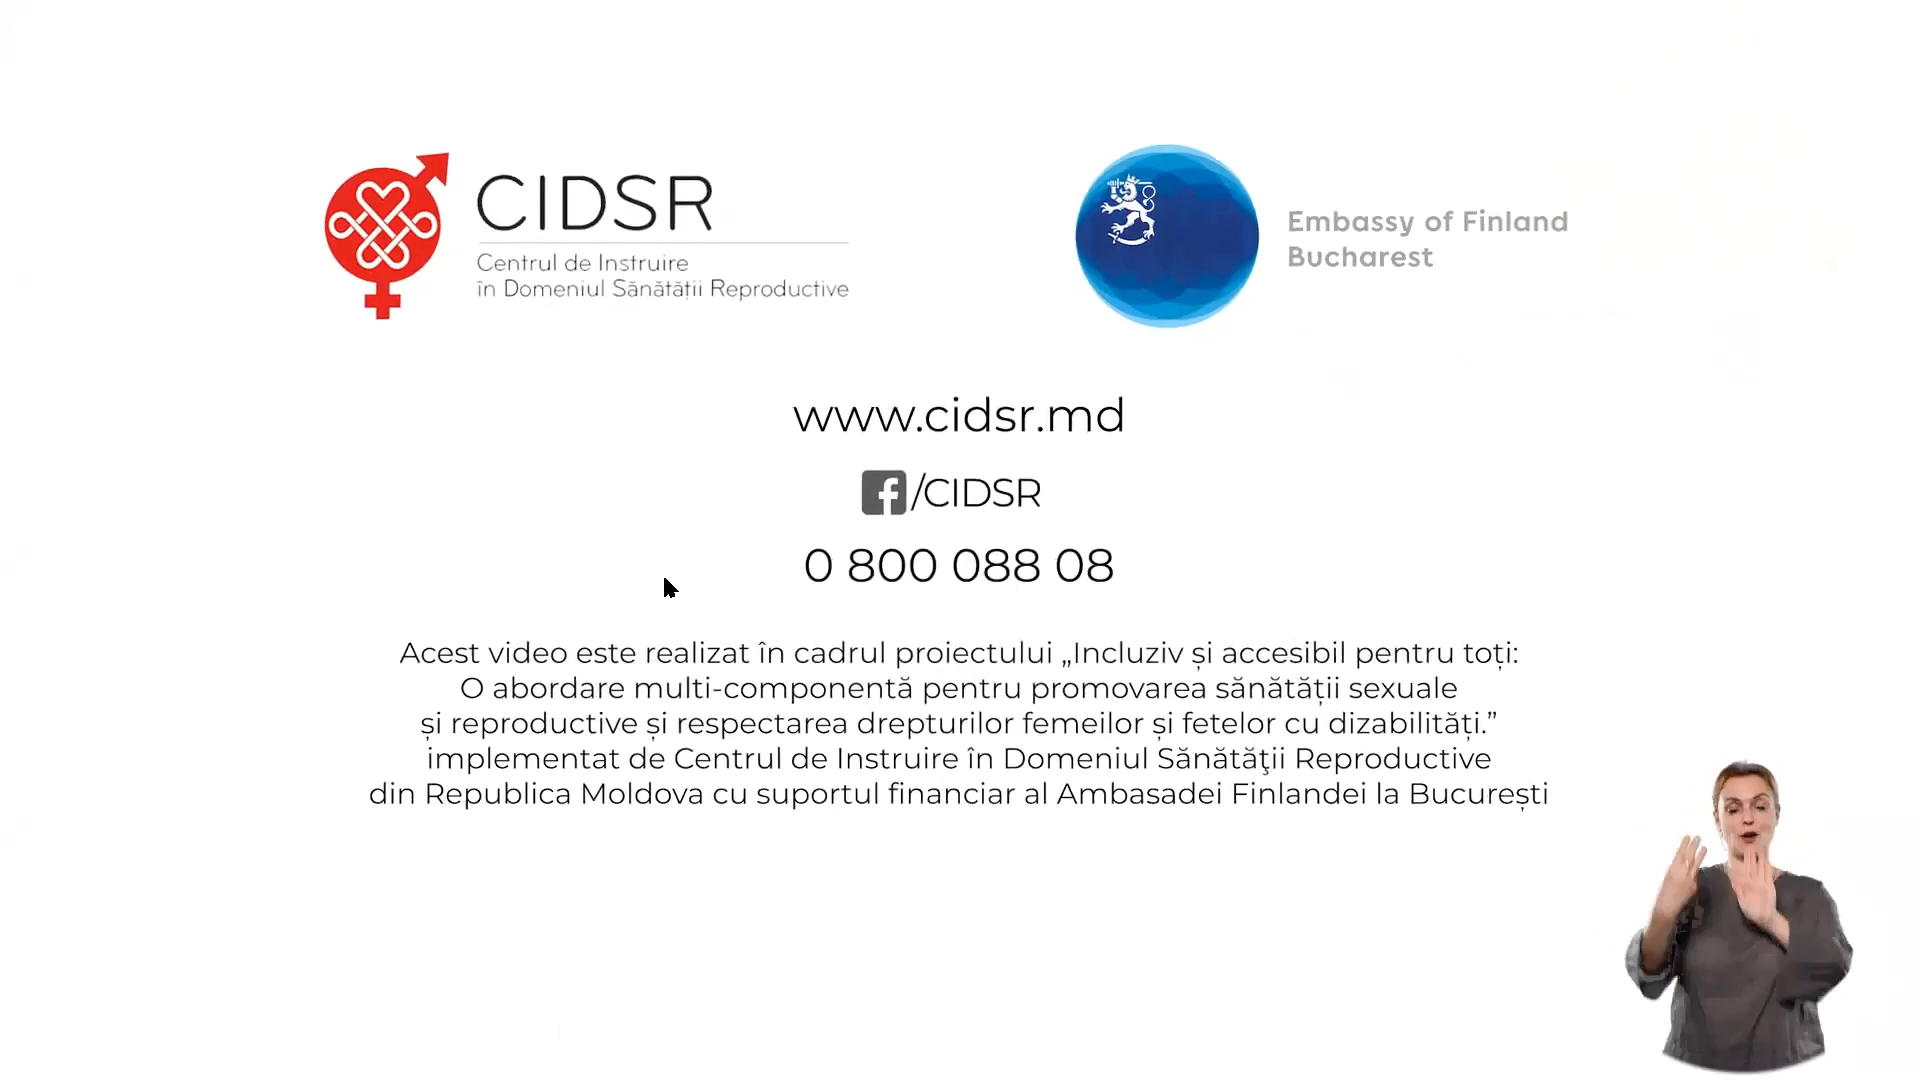 CIDSR
Centrul de Instruire
în Domeniul Sănătății Reproductive
Embassy of Finland
Bucharest
www.cidsr.md
/CIDSR
0 800 088 08
Acest video este realizat în cadrul proiectului „Incluziv și accesibil pentru toți:
O abordare multi-componentă pentru promovarea sănătății sexuale
și reproductive și respectarea drepturilor femeilor și fetelor cu dizabilități.”
implementat de Centrul de Instruire în Domeniul Sănătăţii Reproductive
din Republica Moldova cu suportul financiar al Ambasadei Finlandei la București